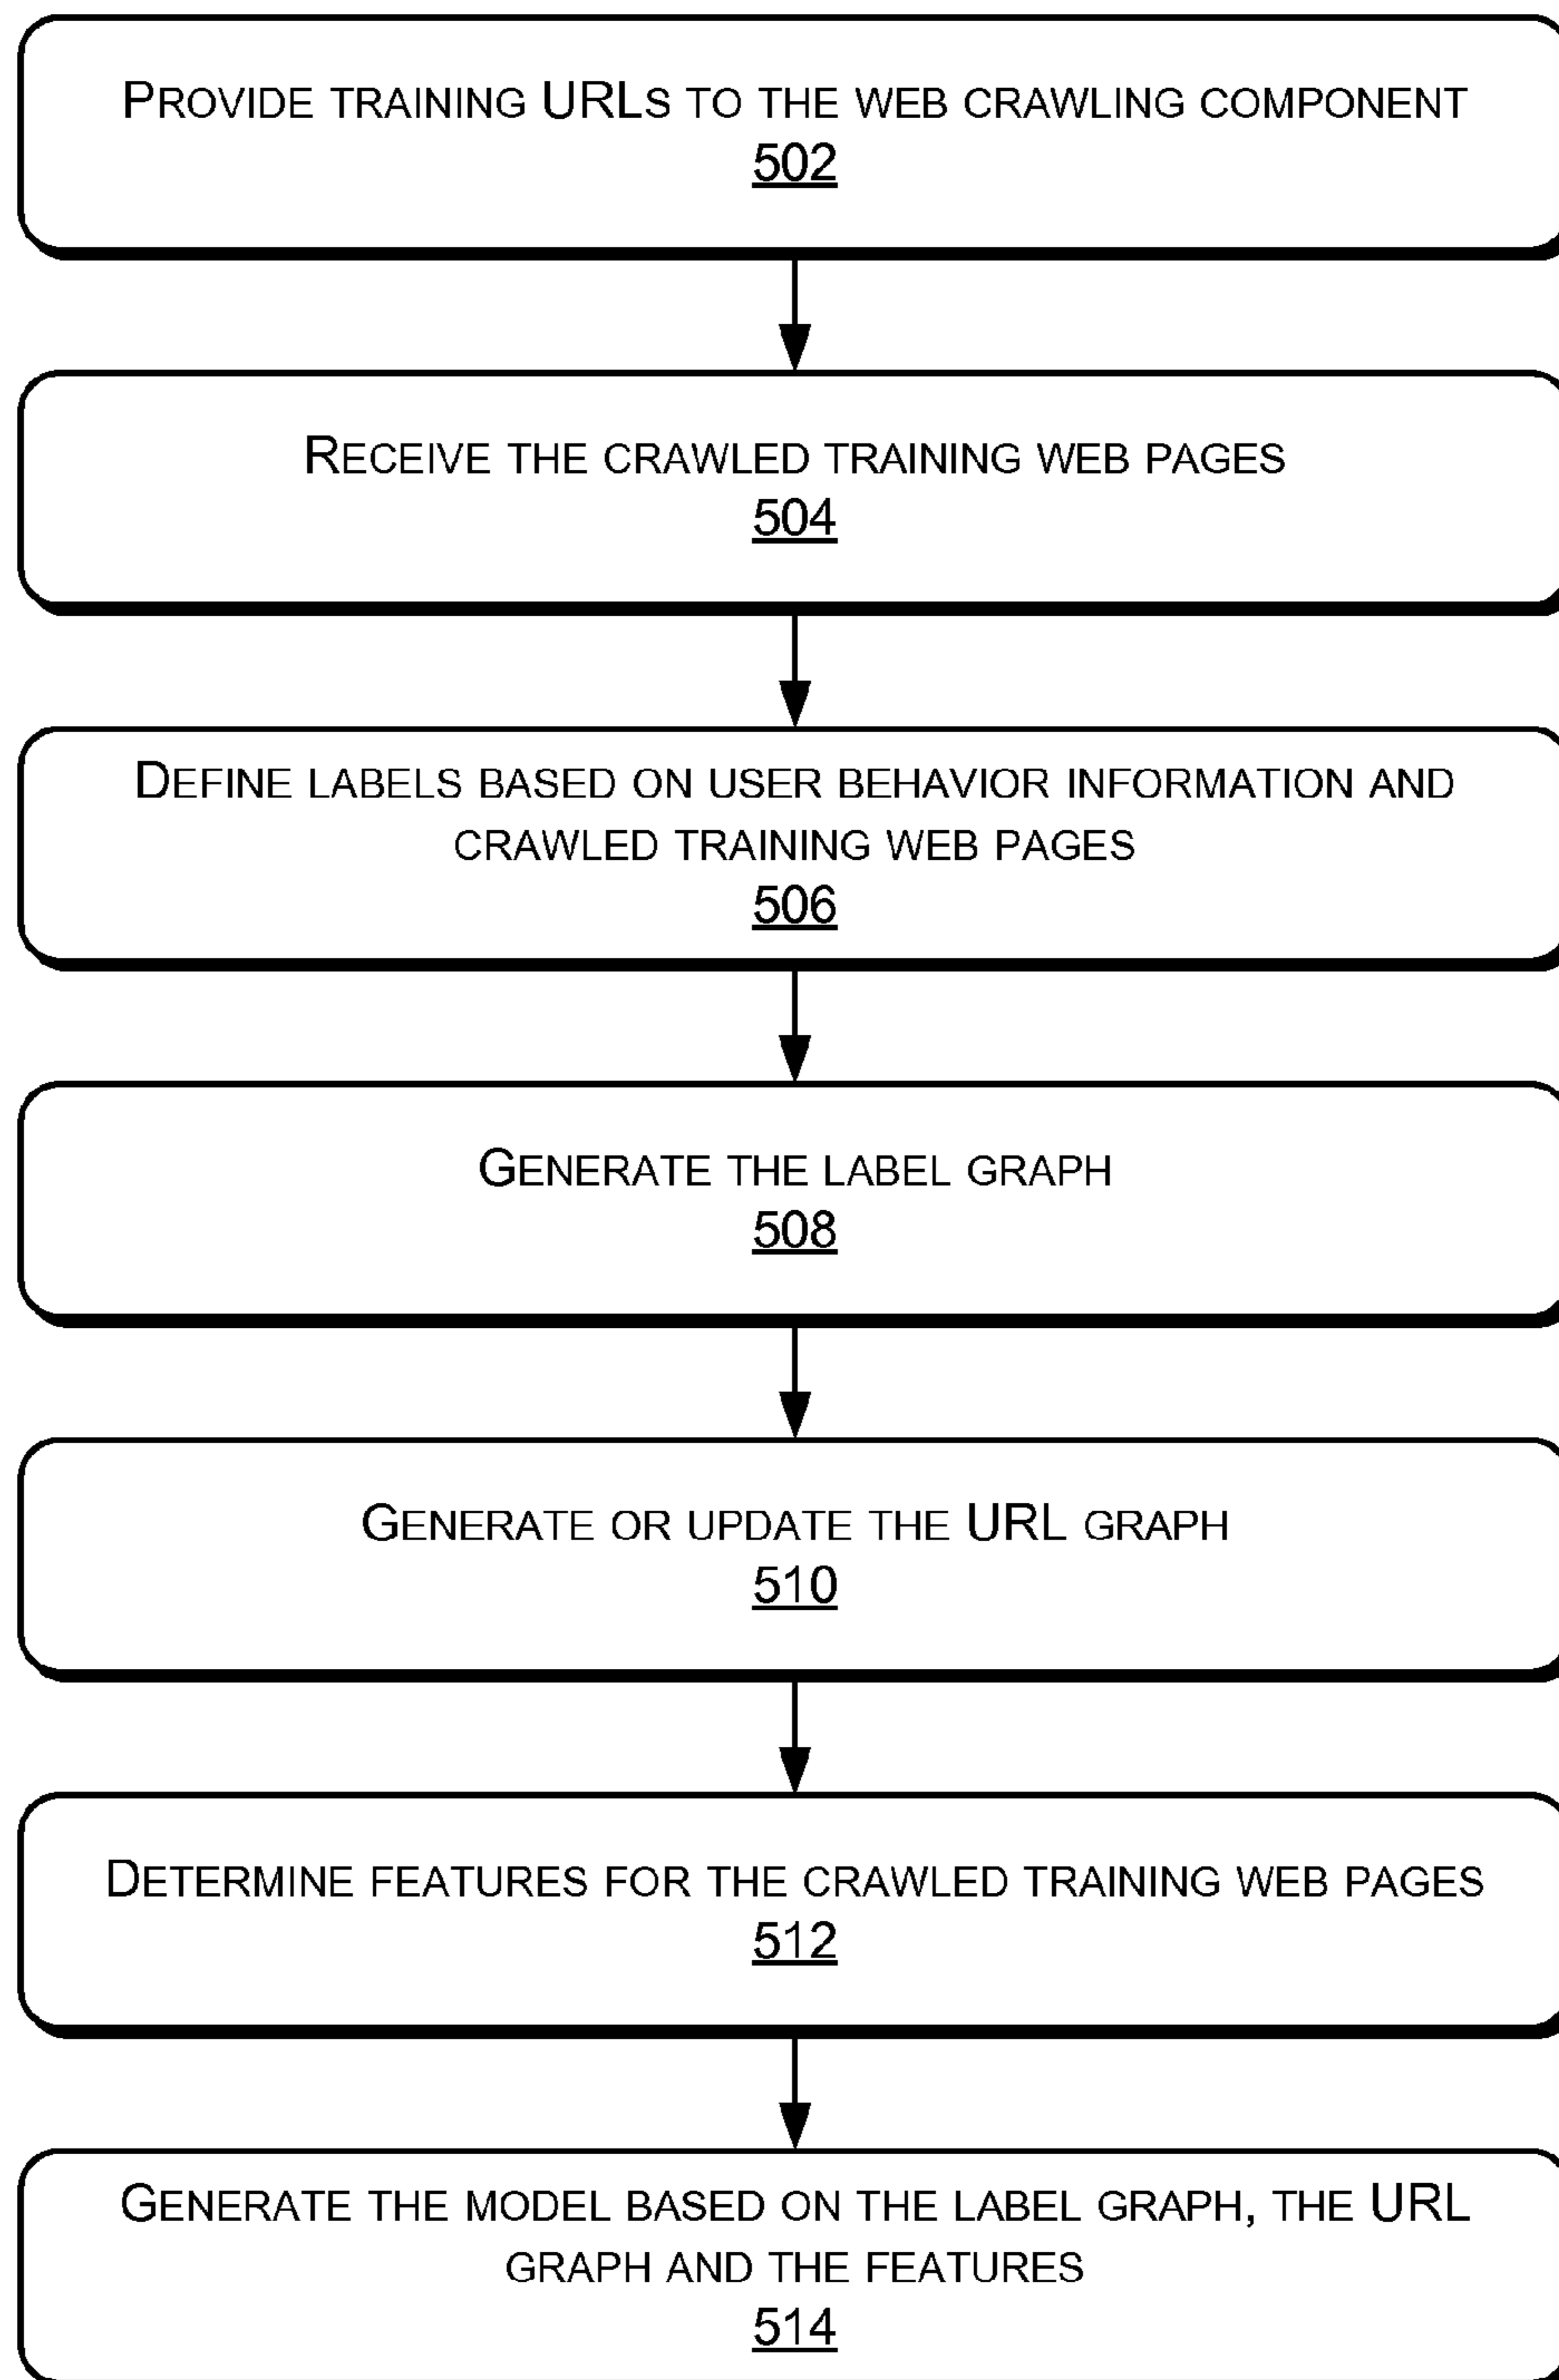 PROVIDE TRAINING URLS TO THE WEB CRAWLING COMPONENT
502
RECEIVE THE CRAWLED TRAINING WEB PAGES
504
DEFINE LABELS BASED ON USER BEHAVIOR INFORMATION AND
CRAWLED TRAINING WEB PAGES
506
GENERATE THE LABEL GRAPH
508
GENERATE OR UPDATE THE URL GRAPH
510
DETERMINE FEATURES FOR THE CRAWLED TRAINING WEB PAGES
512
GENERATE THE MODEL BASED ON THE LABEL GRAPH, THE URL
GRAPH AND THE FEATURES
514